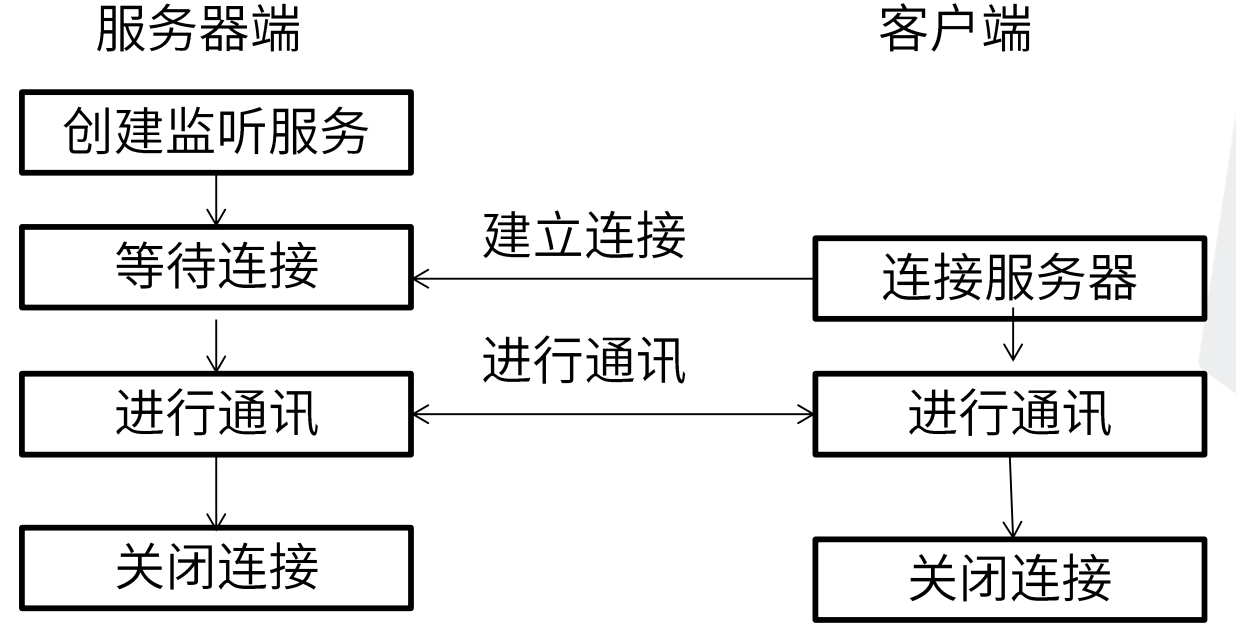 服务器端
客户端
创建监听服务
建立连接
等待连接
连接服务器
进行通讯
进行通讯
进行通讯
关闭连接
关闭连接